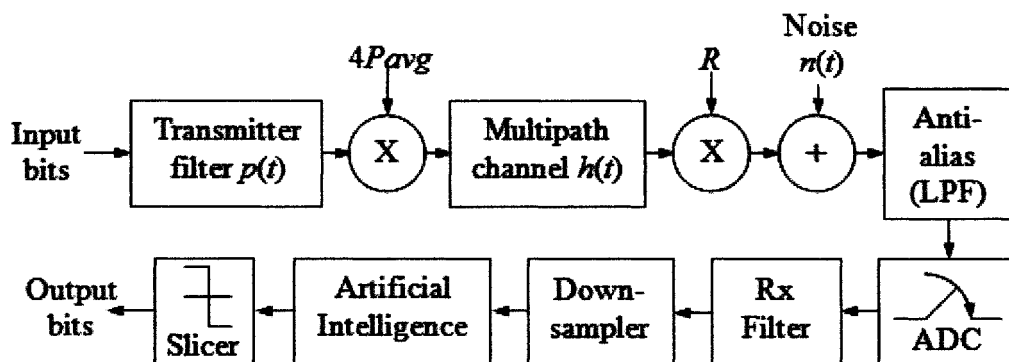 Input
bits
Transmitter
filter p(t)
4Pavg
X
Multipath
channel h(t)
R
X
Noise
n(t)
+
Anti-
alias
(LPF)
ADC
Rx
Filter
Down-
sampler
Artificial
Intelligence
Slicer
Output
bits